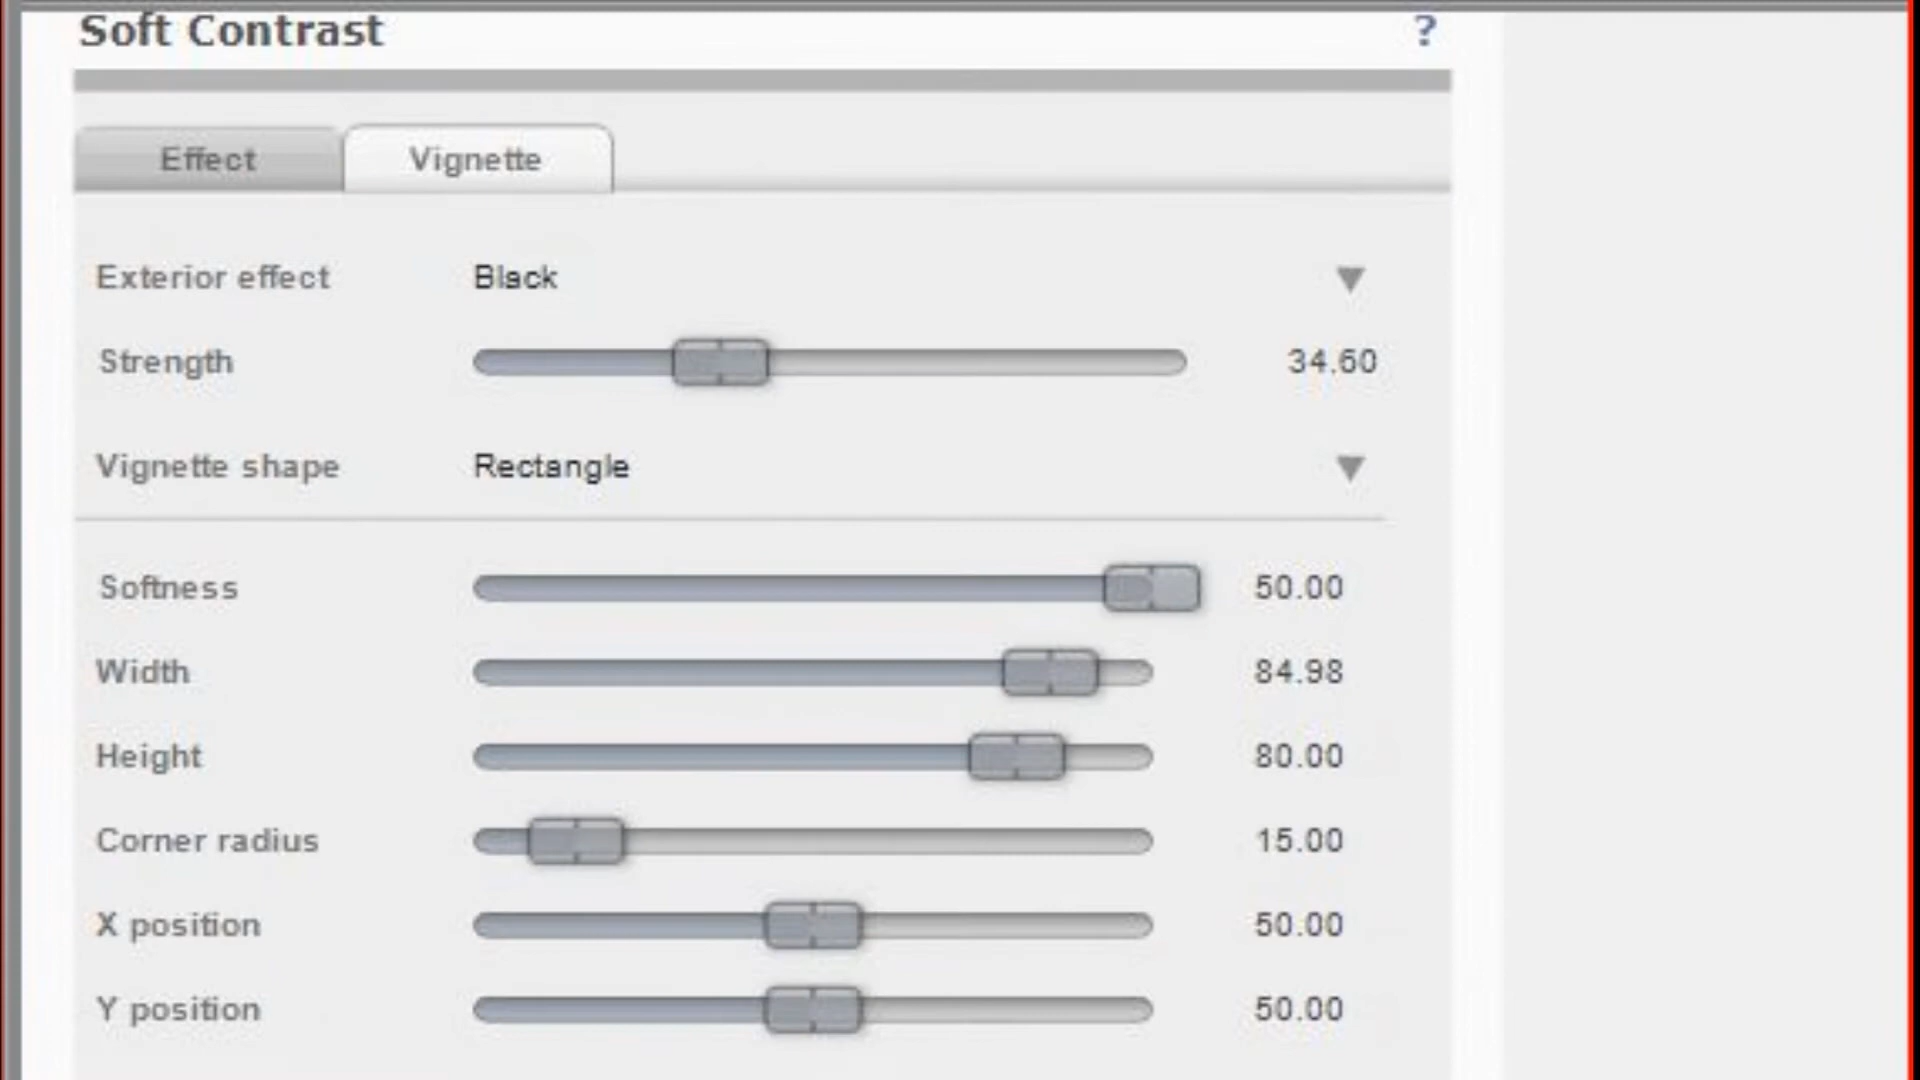 Soft Contrast ?
Effect Vignette
Exterior effect Black
Strength 34.60
Vignette shape Rectangle
Softness 50.00
Width 84.98
Height 80.00
Corner radius 15.00
X position 50.00
Y position 50.00